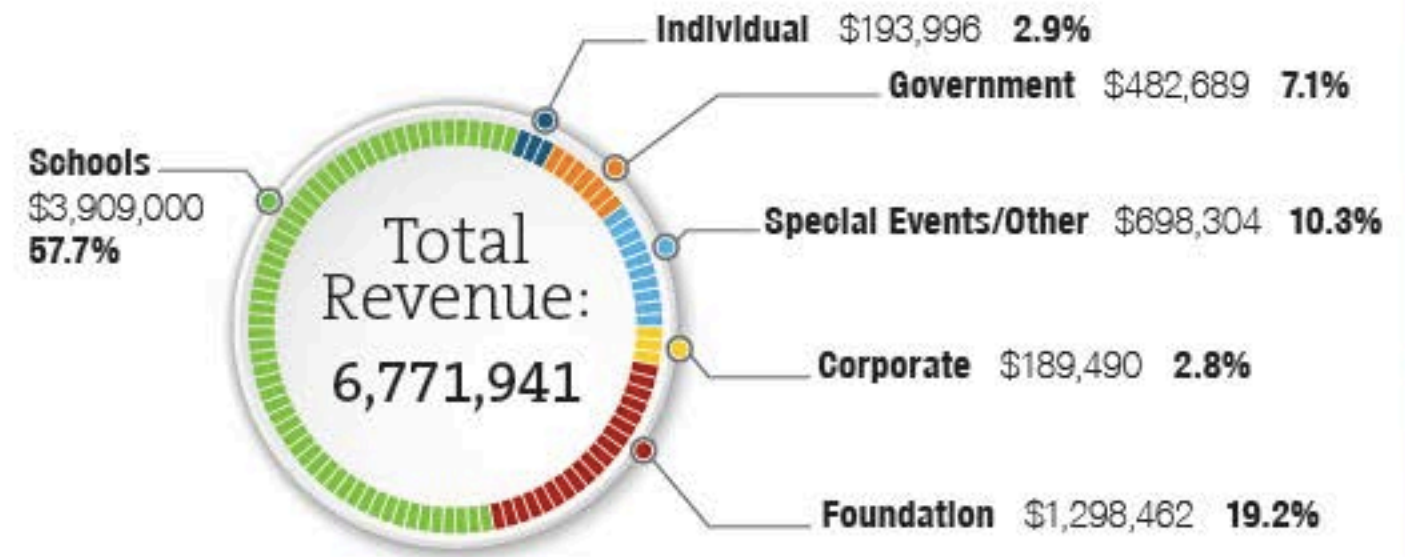 Individual $193,996 2.9%
Government $482,689 7.1%
Schools
$3,909,000
57.7%
Special Events/Other $698,304 10.3%
Total
Revenue:
6,771,941
Corporate $189,490 2.8%
Foundation $1,298,462 19.2%